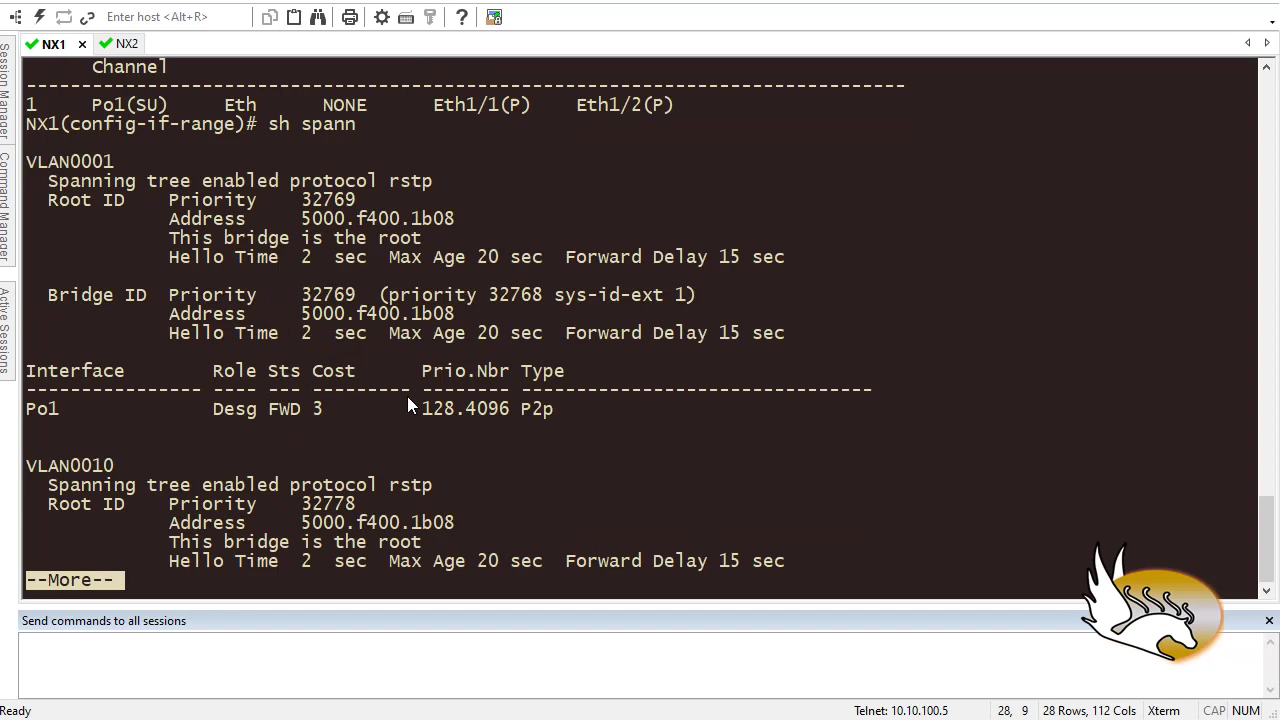 Enter host <Alt+R>
NX1 × NX2
Session Manager
Command Manager
Active Sessions
Channel
--------------------------------------------------------------------------------
1     Po1(SU)     Eth      NONE      Eth1/1(P)    Eth1/2(P)
NX1(config-if-range)# sh spann
VLAN0001
  Spanning tree enabled protocol rstp
  Root ID    Priority    32769
             Address     5000.f400.1b08
             This bridge is the root
             Hello Time  2  sec  Max Age 20 sec  Forward Delay 15 sec
  Bridge ID  Priority    32769  (priority 32768 sys-id-ext 1)
             Address     5000.f400.1b08
             Hello Time  2  sec  Max Age 20 sec  Forward Delay 15 sec
Interface        Role Sts Cost      Prio.Nbr Type
---------------- ---- --- --------- -------- --------------------------------
Po1              Desg FWD 3         128.4096 P2p
VLAN0010
  Spanning tree enabled protocol rstp
  Root ID    Priority    32778
             Address     5000.f400.1b08
             This bridge is the root
             Hello Time  2  sec  Max Age 20 sec  Forward Delay 15 sec
--More--
Send commands to all sessions
Ready Telnet: 10.10.100.5 28, 9 28 Rows, 112 Cols Xterm CAP NUM